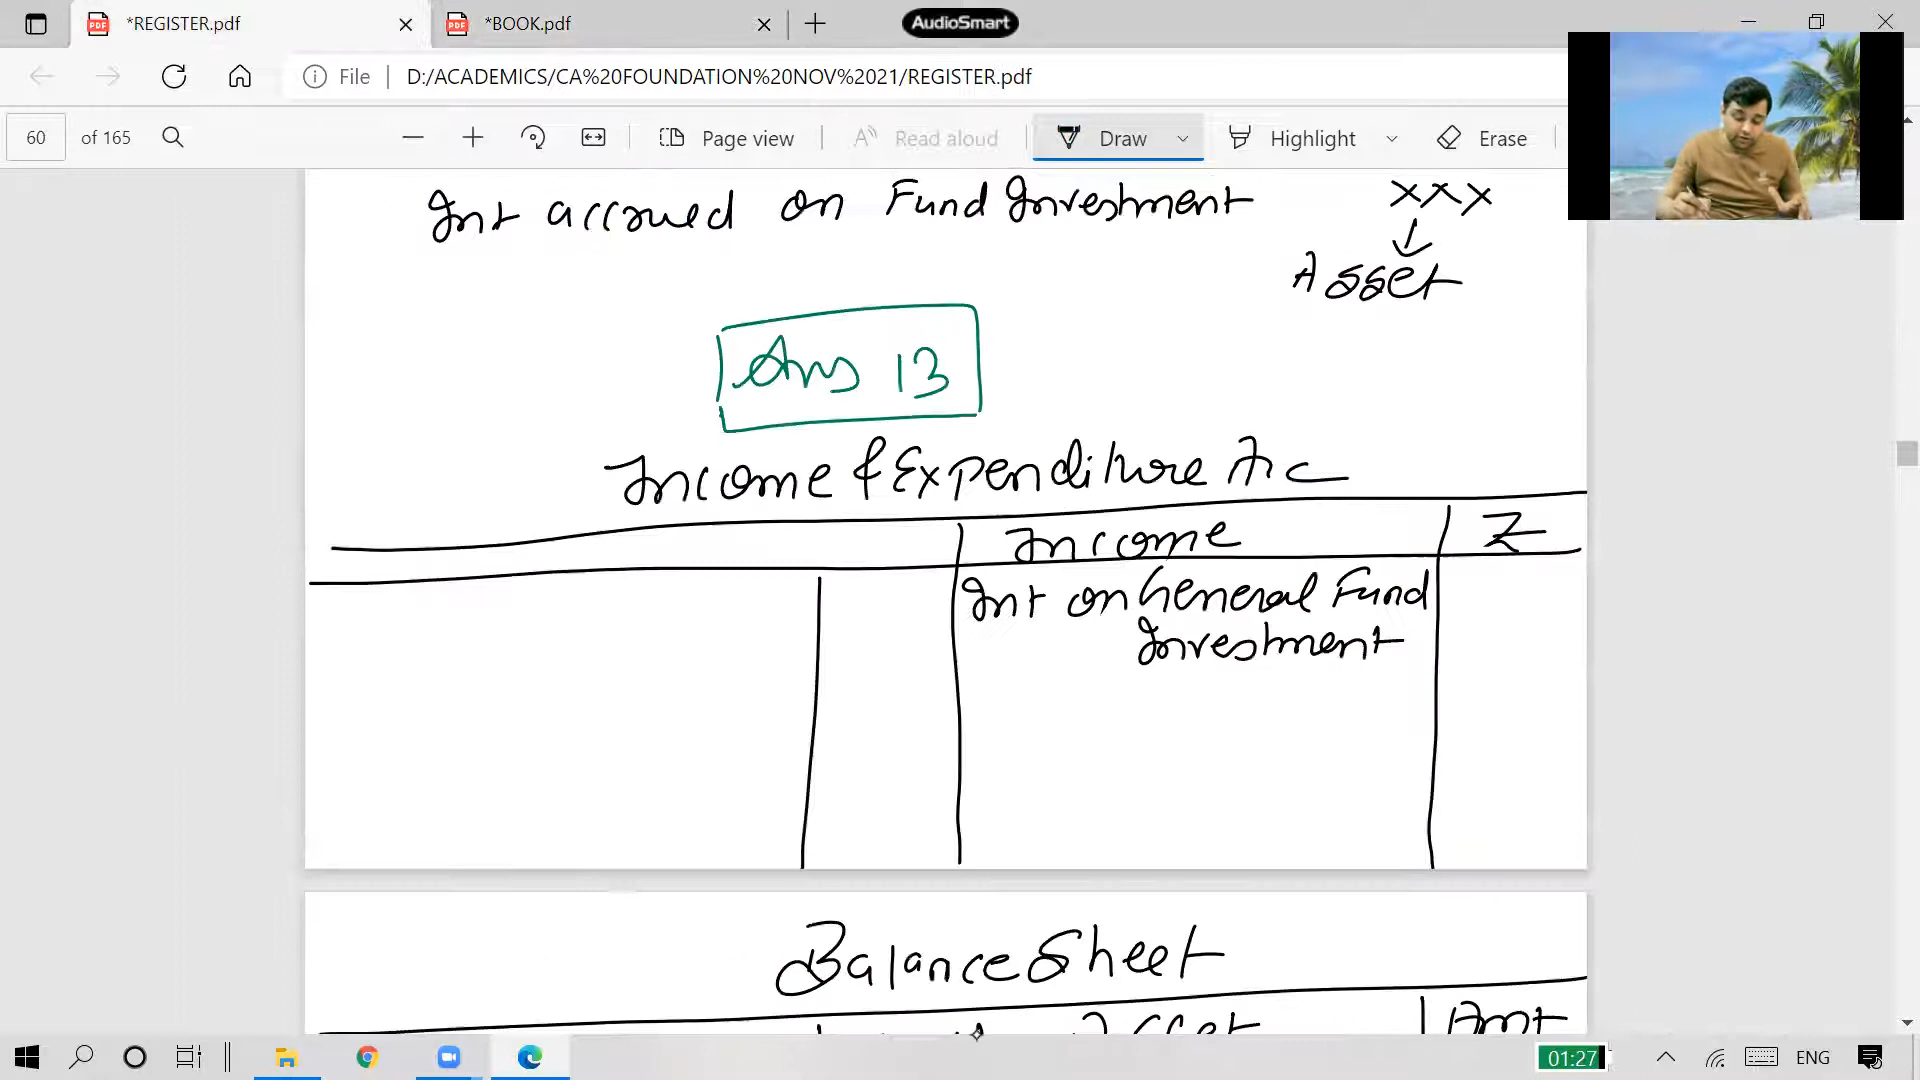 *REGISTER.pdf
*BOOK.pdf
AudioSmart
File
D:/ACADEMICS/CA%20FOUNDATION%20NOV%2021/REGISTER.pdf
60 of 165
Page view
Read aloud
Draw
Highlight
Erase
Int accrued on Fund Investment xxx
Asset
Ans 13
Income & Expenditure A/c
Income ₹
Int on General Fund
Investment
Balance Sheet
Asset Amt
01:27
ENG